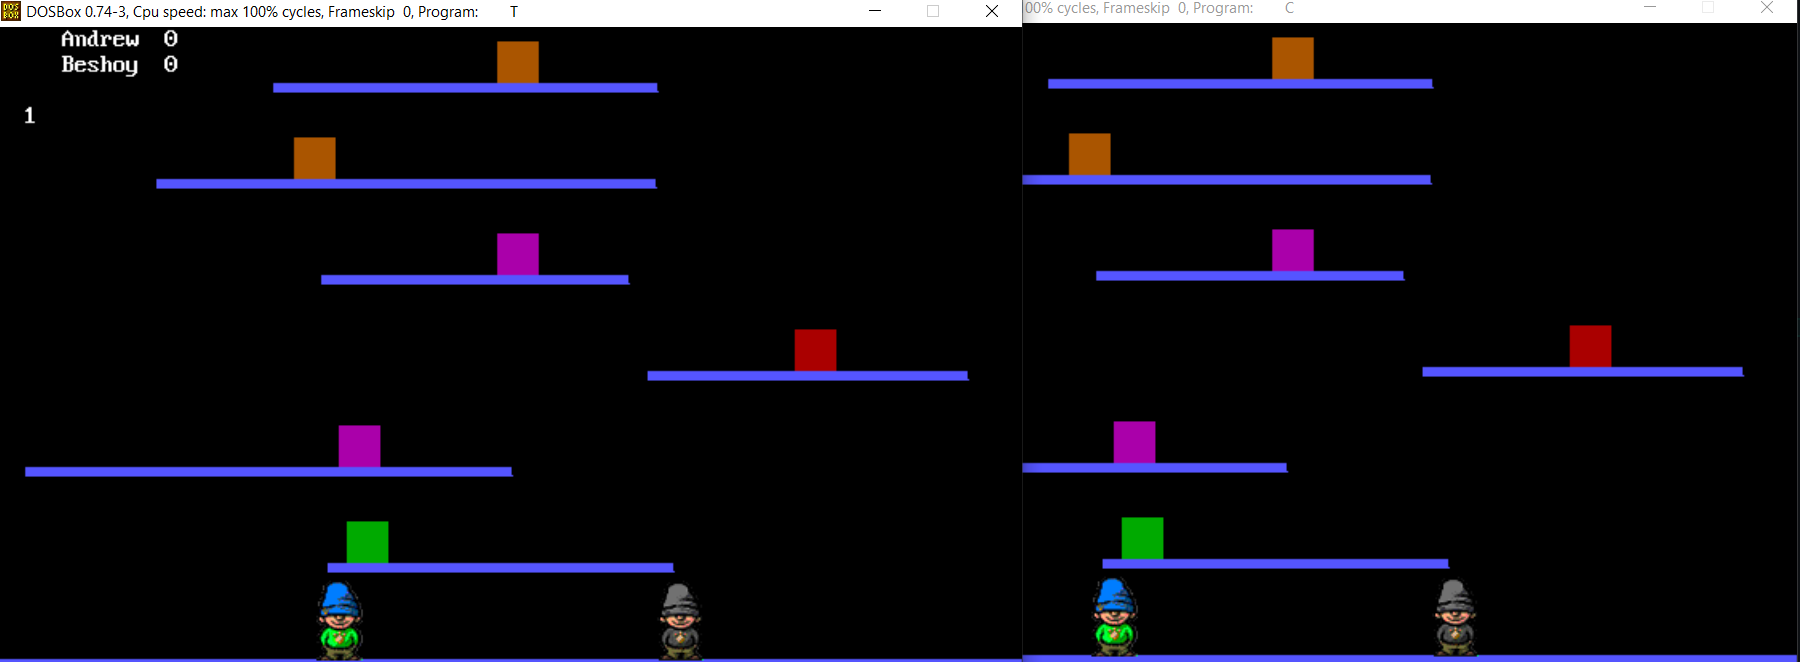 DOSBox 0.74-3, Cpu speed: max 100% cycles, Frameskip 0, Program: T
00% cycles, Frameskip 0, Program: C
Andrew 0
Beshoy 0
1